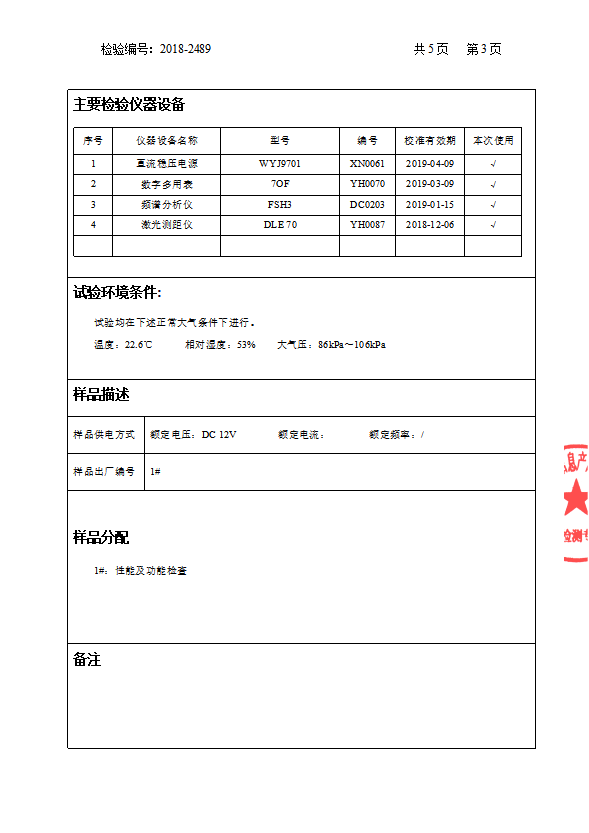 检验编号: 2018-2489 共 5 页 第 3 页
主要检验仪器设备
序号 仪器设备名称 型号 编号 校准有效期 本次使用
1 直流稳压电源 WYJ9701 XN0061 2019-04-09 √
2 数字多用表 7OF YH0070 2019-03-09 √
3 频谱分析仪 FSH3 DC0203 2019-01-15 √
4 激光测距仪 DLE 70 YH0087 2018-12-06 √
试验环境条件:
试验均在下述正常大气条件下进行。
温度: 22.6℃ 相对湿度: 53% 大气压: 86kPa～106kPa
样品描述
样品供电方式 额定电压: DC 12V 额定电流: 额定频率: /
样品出厂编号 1#
样品分配
1#: 性能及功能检查
备注
息产
检测专